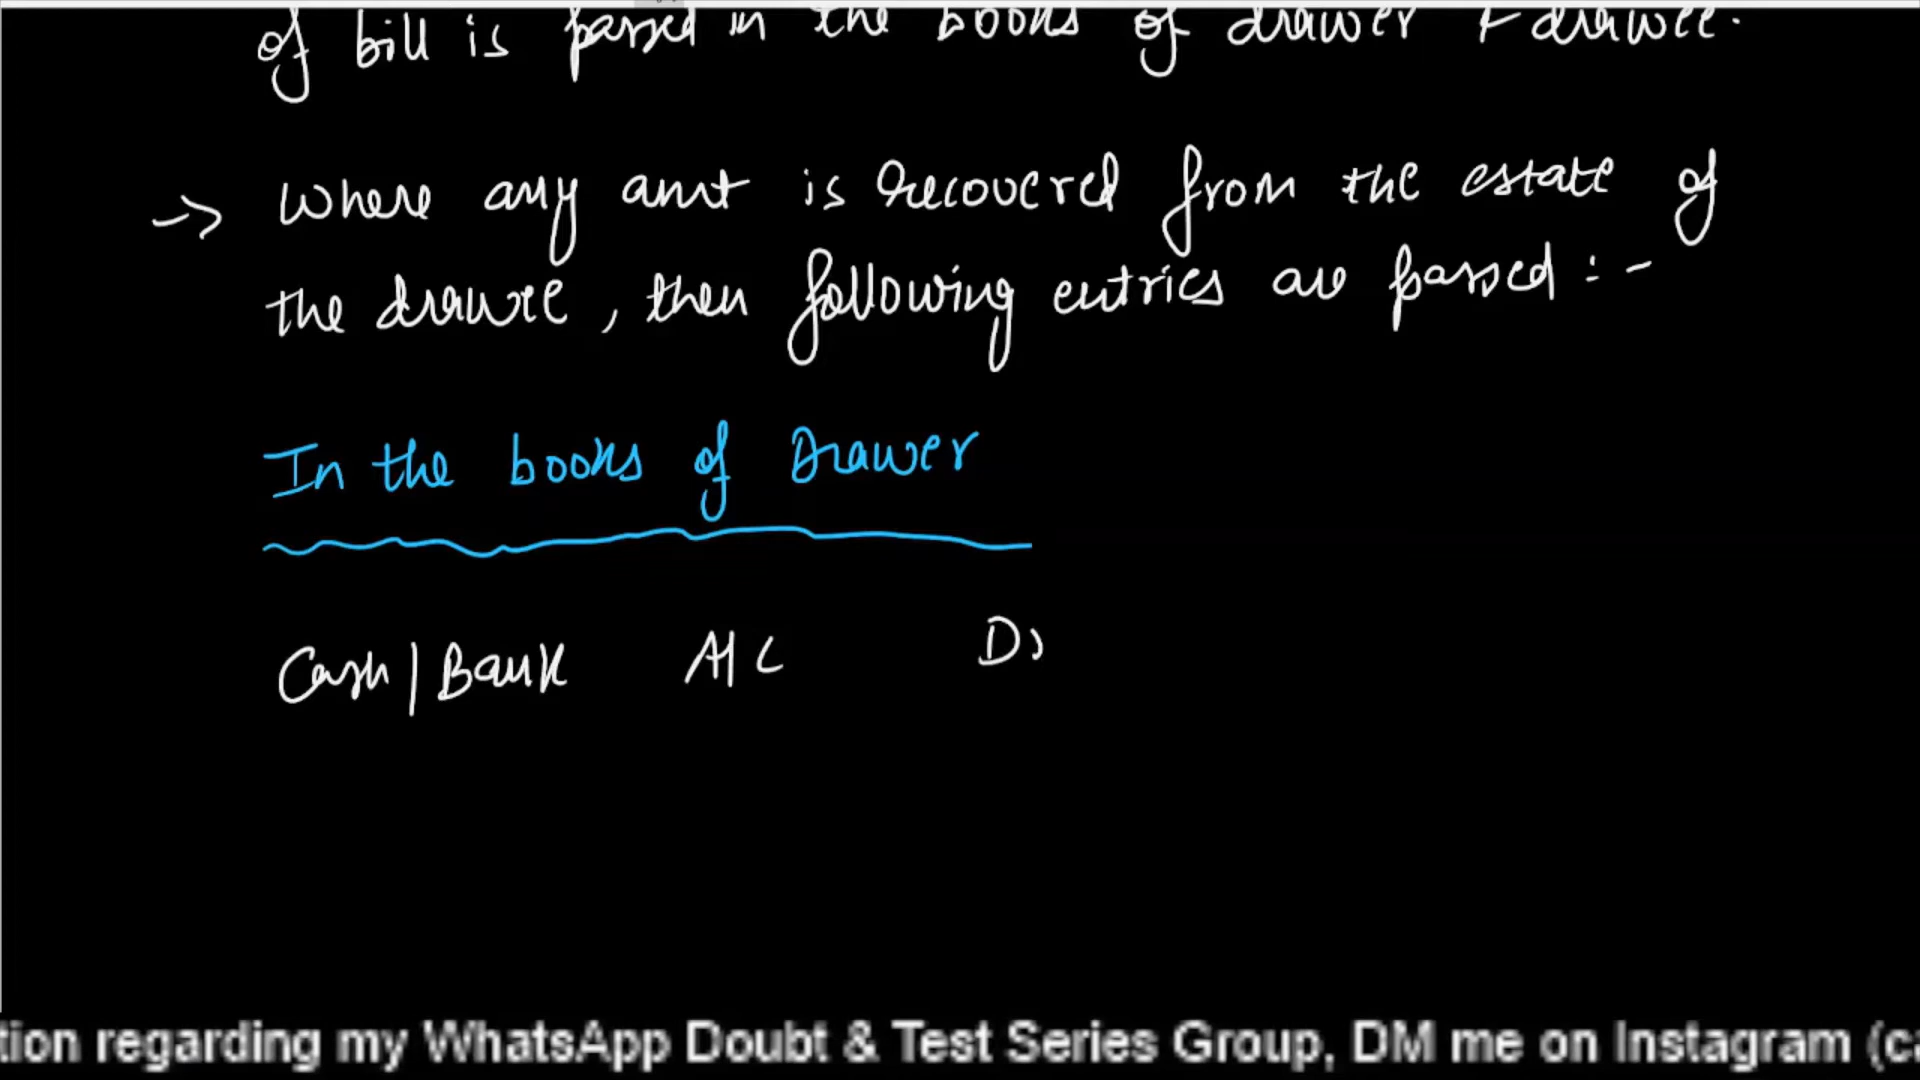 of bill is passed in the books of drawer + drawee.
-> Where any amt is recovered from the estate of
the drawee, then following entries are passed :-
In the books of Drawer
Cash | Bank A/C Dr
tion regarding my WhatsApp Doubt & Test Series Group, DM me on Instagram (ca